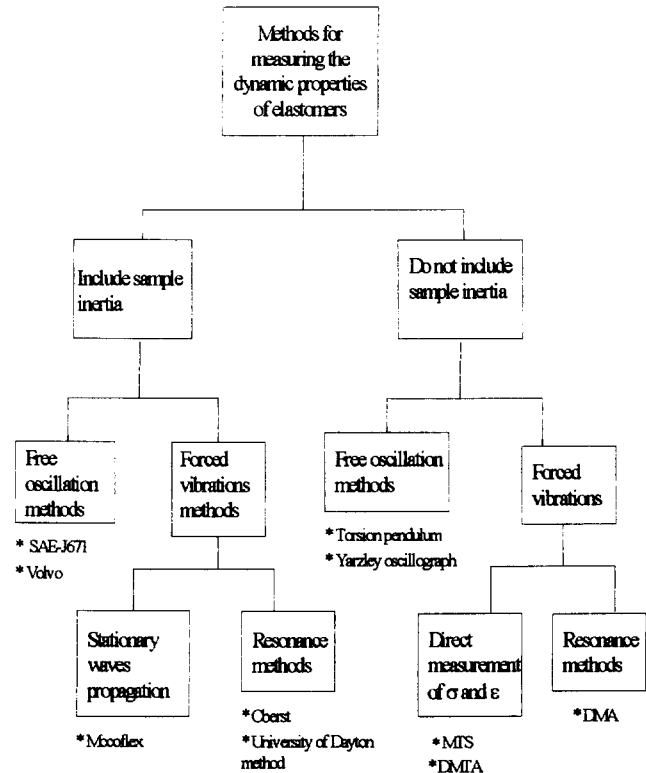 Methods for
measuring the
dynamic properties
of elastomers
Include sample
inertia
Do not include
sample inertia
Free
oscillation
methods
* SAE-J671
* Volvo
Forced
vibrations
methods
Free oscillation
methods
* Torsion pendulum
* Yarzley oscillograph
Forced
vibrations
Stationary
waves
propagation
* Mocoflex
Resonance
methods
* Oberst
* University of Dayton
method
Direct
measurement
of σ and ε
* MTS
* DMTA
Resonance
methods
* DMA